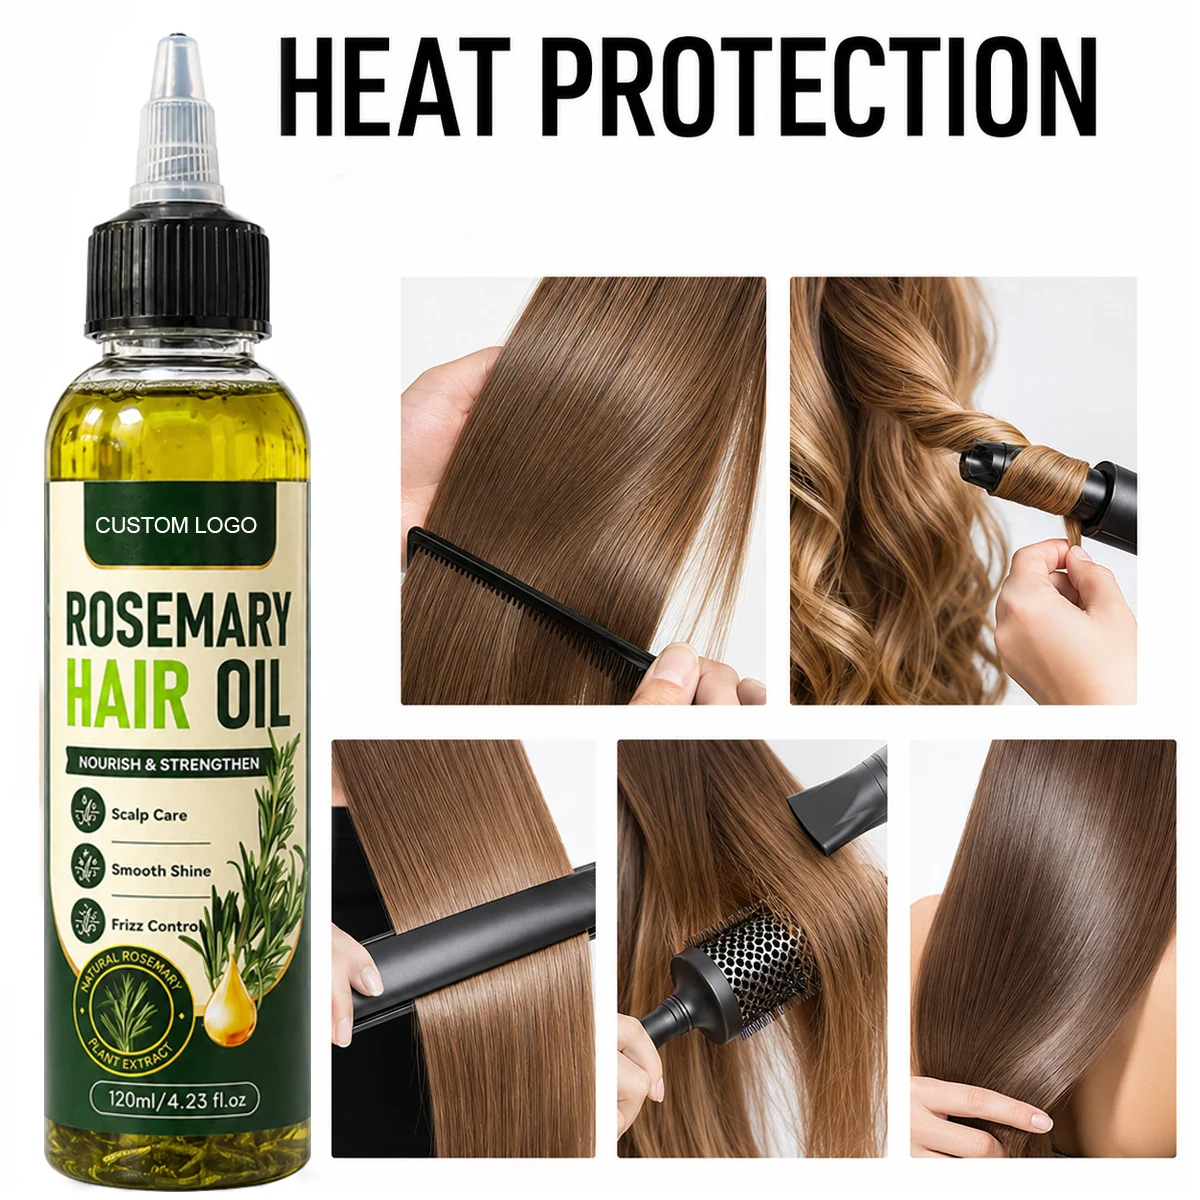 HEAT PROTECTION
CUSTOM LOGO
ROSEMARY
HAIR OIL
NOURISH & STRENGTHEN
Scalp Care
Smooth Shine
Frizz Control
NATURAL ROSEMARY
PLANT EXTRACT
120ml/4.23 fl.oz